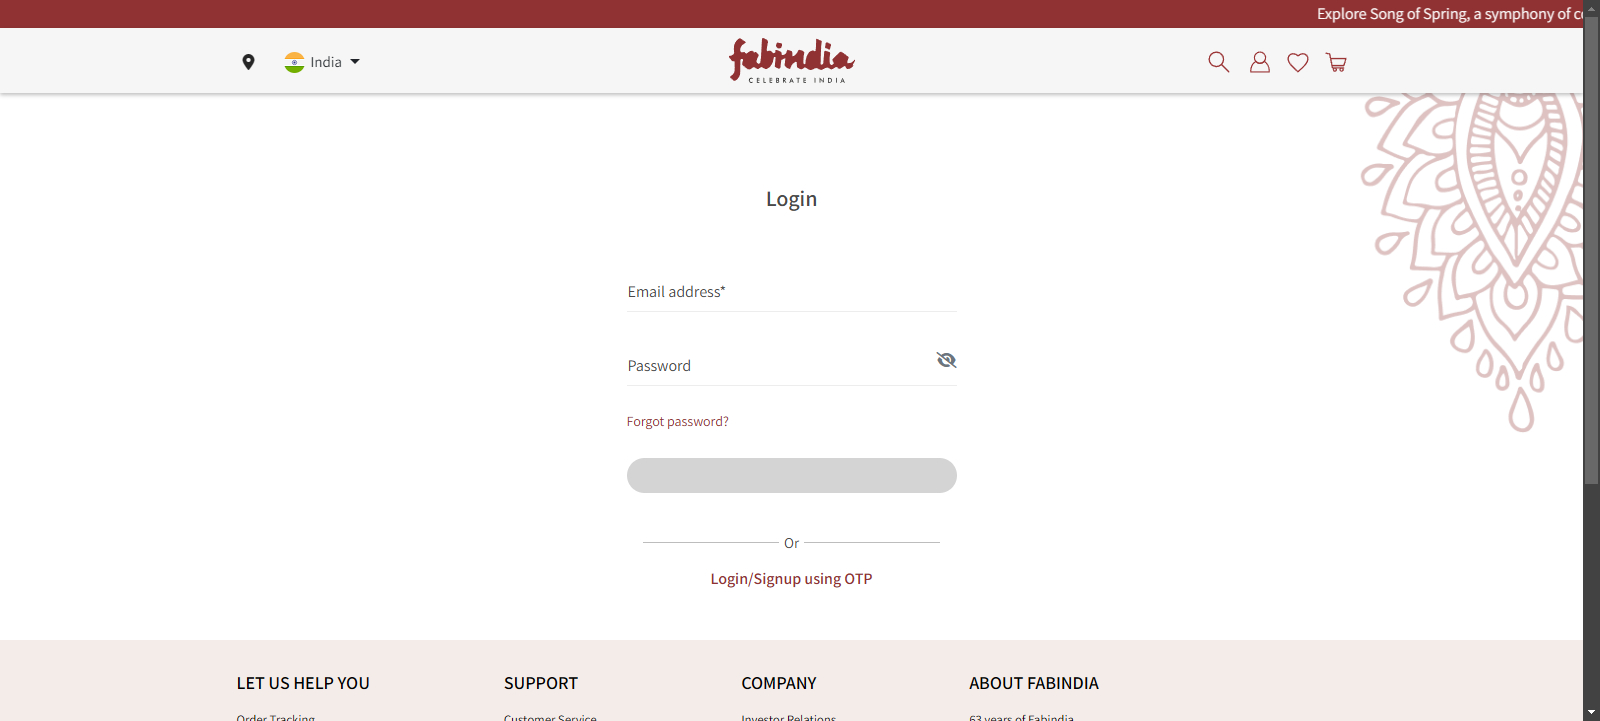 Explore Song of Spring, a symphony of
India
fabindia
CELEBRATE INDIA
Login
Email address*
Password
Forgot password?
Or
Login/Signup using OTP
LET US HELP YOU
SUPPORT
COMPANY
ABOUT FABINDIA
Order Tracking
Customer Service
Investor Relations
63 years of Fabindia